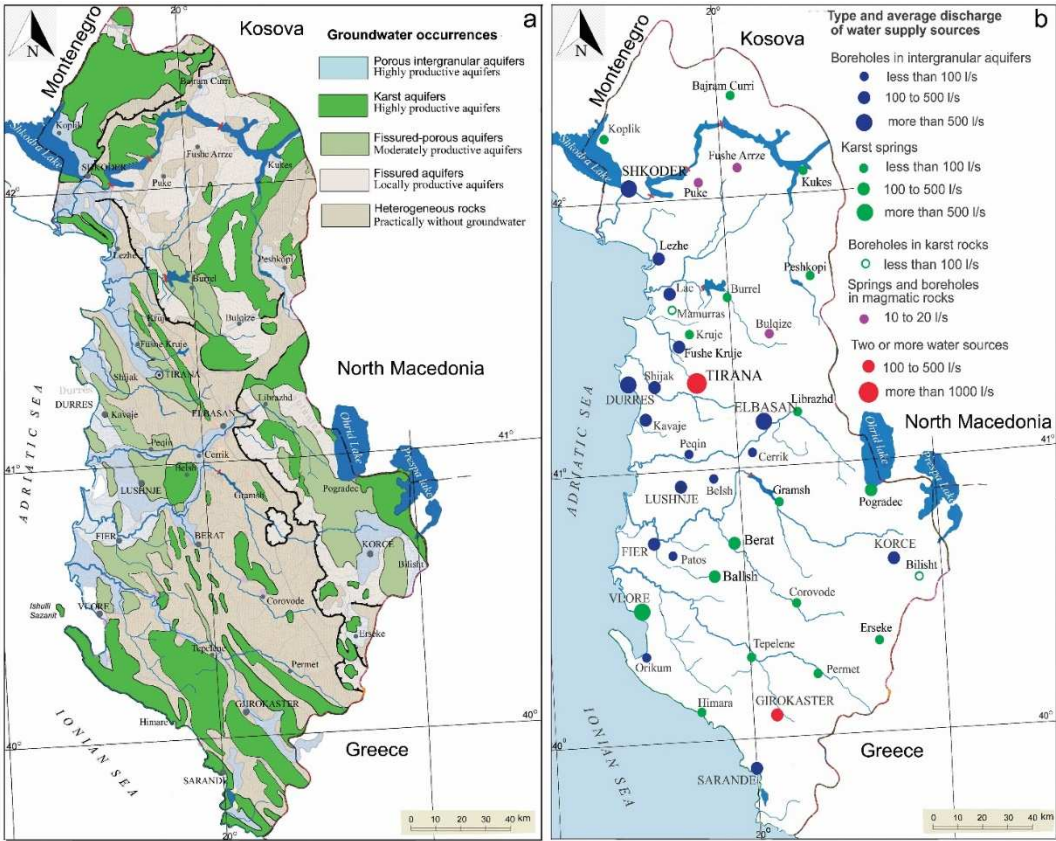 20°
a
Kosova
Montenegro
N
Groundwater occurrences
Porous intergranular aquifers
Highly productive aquifers
Karst aquifers
Highly productive aquifers
Fissured-porous aquifers
Moderately productive aquifers
Fissured aquifers
Locally productive aquifers
Heterogeneous rocks
Practically without groundwater
Bajram Curri
Koplik
Shkodra Lake
SHKODER
Fushe Arrze
Puke
Kukes
42°
Lezhe
Peshkopi
Burrel
Kruje
Bulqize
Fushe Kruje
Shijak
TIRANA
North Macedonia
Durres
DURRES
Kavaje
ELBASAN
Librazhd
41°
Peqin
Cerrik
Ohrid Lake
Prespa lake
Belsh
41°
LUSHNJE
Gramsh
Pogradec
ADRIATIC SEA
FIER
BERAT
KORCE
Bilisht
Ishulli
Sazanit
VLORE
Corovode
Erseke
Tepelene
Permet
GJIROKASTER
Himare
40°
40°
Greece
IONIAN SEA
SARANDE
20°
0 10 20 30 40 km
20°
b
Kosova
Montenegro
N
Type and average discharge
of water supply sources
Boreholes in intergranular aquifers
less than 100 l/s
100 to 500 l/s
more than 500 l/s
Karst springs
less than 100 l/s
100 to 500 l/s
more than 500 l/s
Boreholes in karst rocks
less than 100 l/s
Springs and boreholes
in magmatic rocks
10 to 20 l/s
Two or more water sources
100 to 500 l/s
more than 1000 l/s
Bajram Curri
Koplik
Shkodra Lake
Fushe Arrze
SHKODER
Puke
Kukes
42°
Lezhe
Peshkopi
Lac
Burrel
Mamurras
Kruje
Bulqize
Fushe Kruje
Shijak
TIRANA
DURRES
ELBASAN
Librazhd
North Macedonia
Kavaje
41°
Peqin
Cerrik
Ohrid Lake
Prespa Lake
41°
LUSHNJE
Belsh
Gramsh
Pogradec
ADRIATIC SEA
FIER
Patos
Berat
KORCE
Bilisht
Ballsh
VLORE
Corovode
Erseke
Tepelene
Orikum
Permet
Himara
GJIROKASTER
40°
40°
Greece
IONIAN SEA
SARANDE
20°
0 10 20 30 40 km